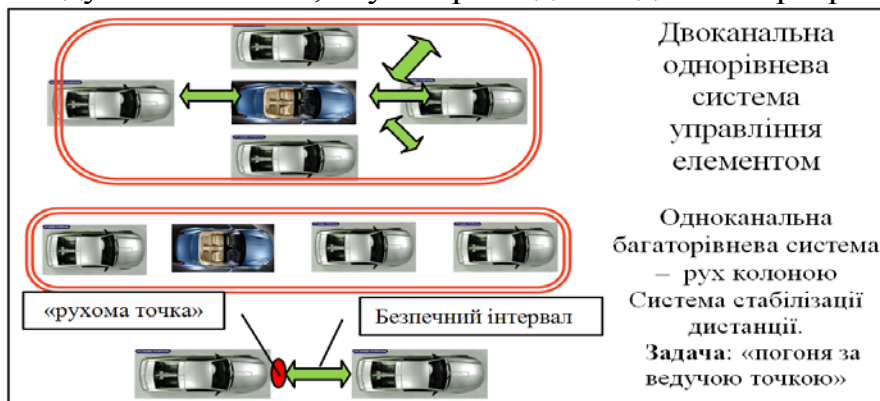 Двоканальна
однорівнева
система
управління
елементом
Одноканальна
багаторівнева система
– рух колоною
Система стабілізації
дистанції.
Задача: «погоня за
ведучою точкою»
«рухома точка»
Безпечний інтервал